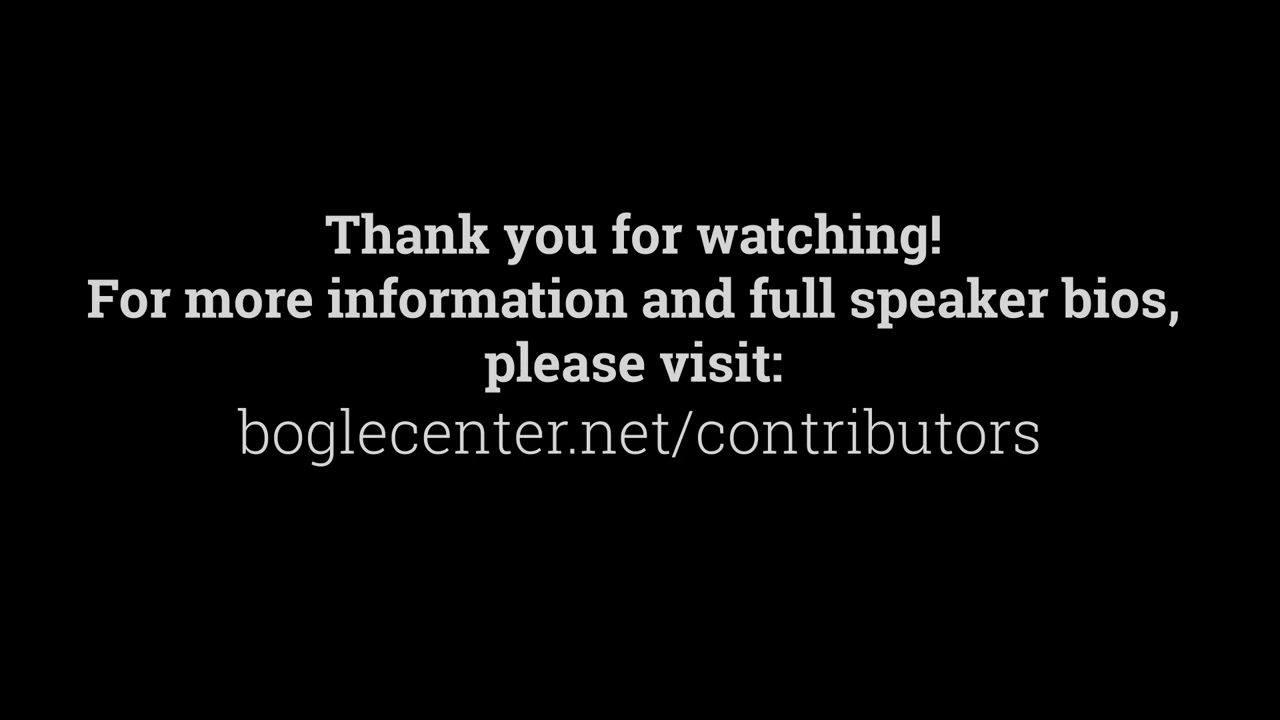 Thank you for watching!
For more information and full speaker bios,
please visit:
boglecenter.net/contributors